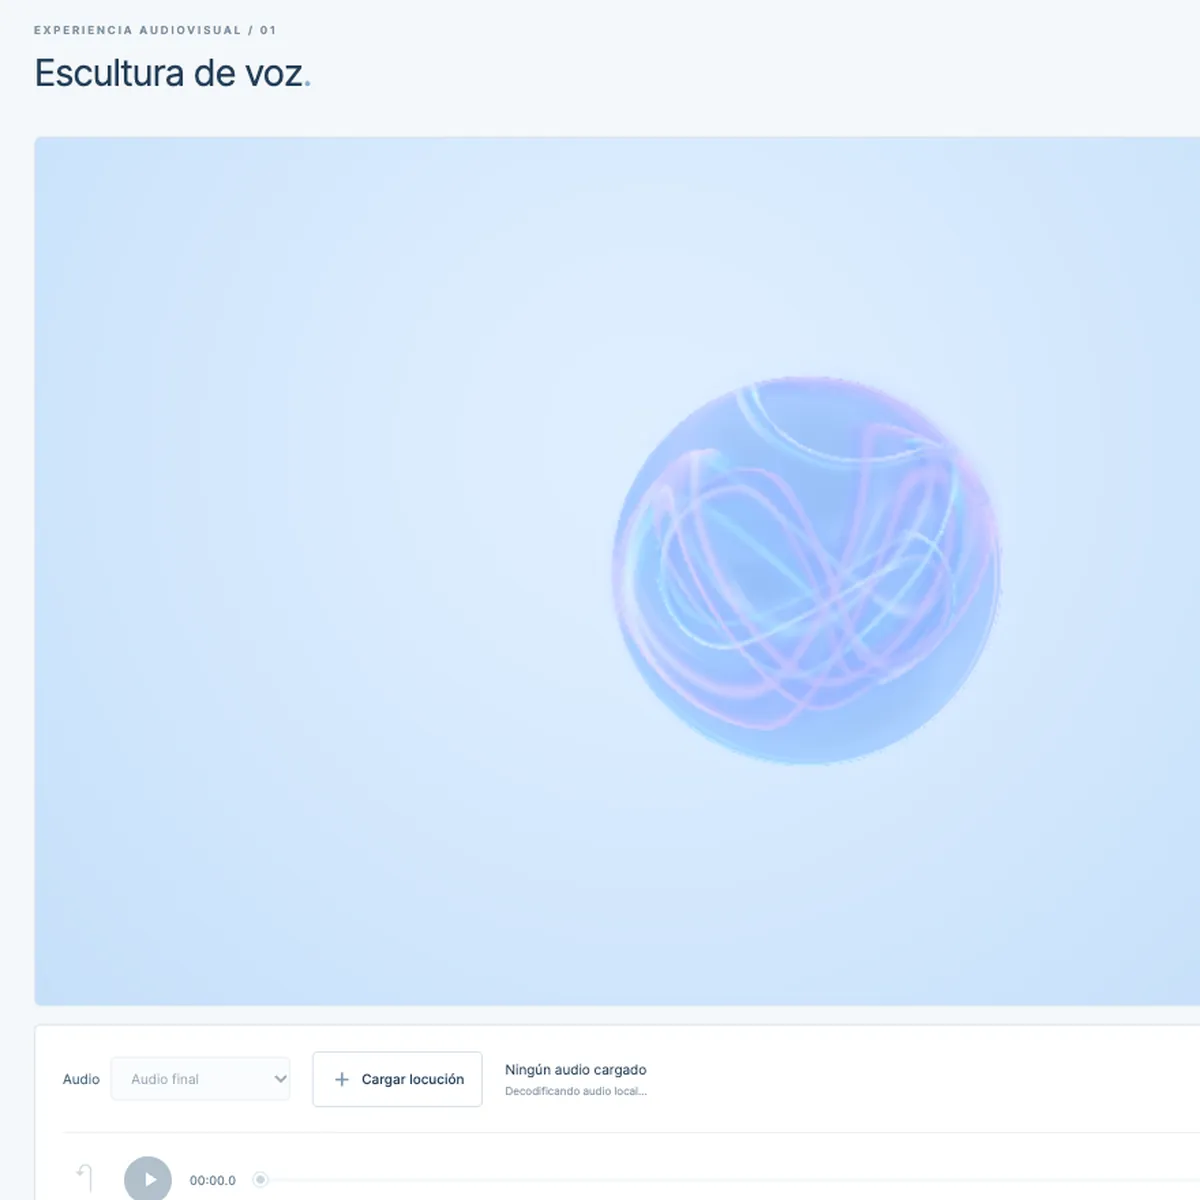 EXPERIENCIA AUDIOVISUAL / 01
Escultura de voz.
Audio
Audio final
Cargar locución
Ningún audio cargado
Decodificando audio local...
00:00.0